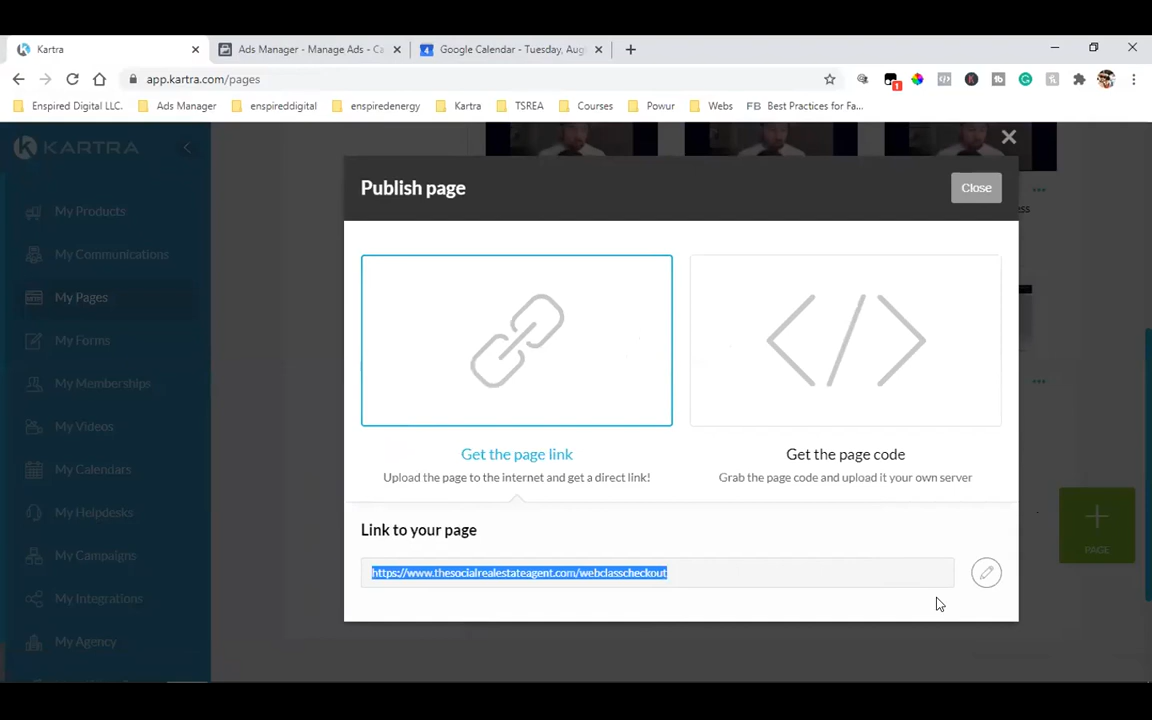 Kartra
Ads Manager - Manage Ads - Ca
4
Google Calendar - Tuesday, Aug
app.kartra.com/pages
1
Enspired Digital LLC.
Ads Manager
enspireddigital
enspiredenergy
Kartra
TSREA
Courses
Powur
Webs
FB Best Practices for Fa...
KARTRA
My Products
My Communications
My Pages
My Forms
My Memberships
My Videos
My Calendars
My Helpdesks
My Campaigns
My Integrations
My Agency
Publish page
Close
Get the page link
Upload the page to the internet and get a direct link!
Get the page code
Grab the page code and upload it your own server
Link to your page
https://www.thesocialrealestateagent.com/webclasscheckout
PAGE